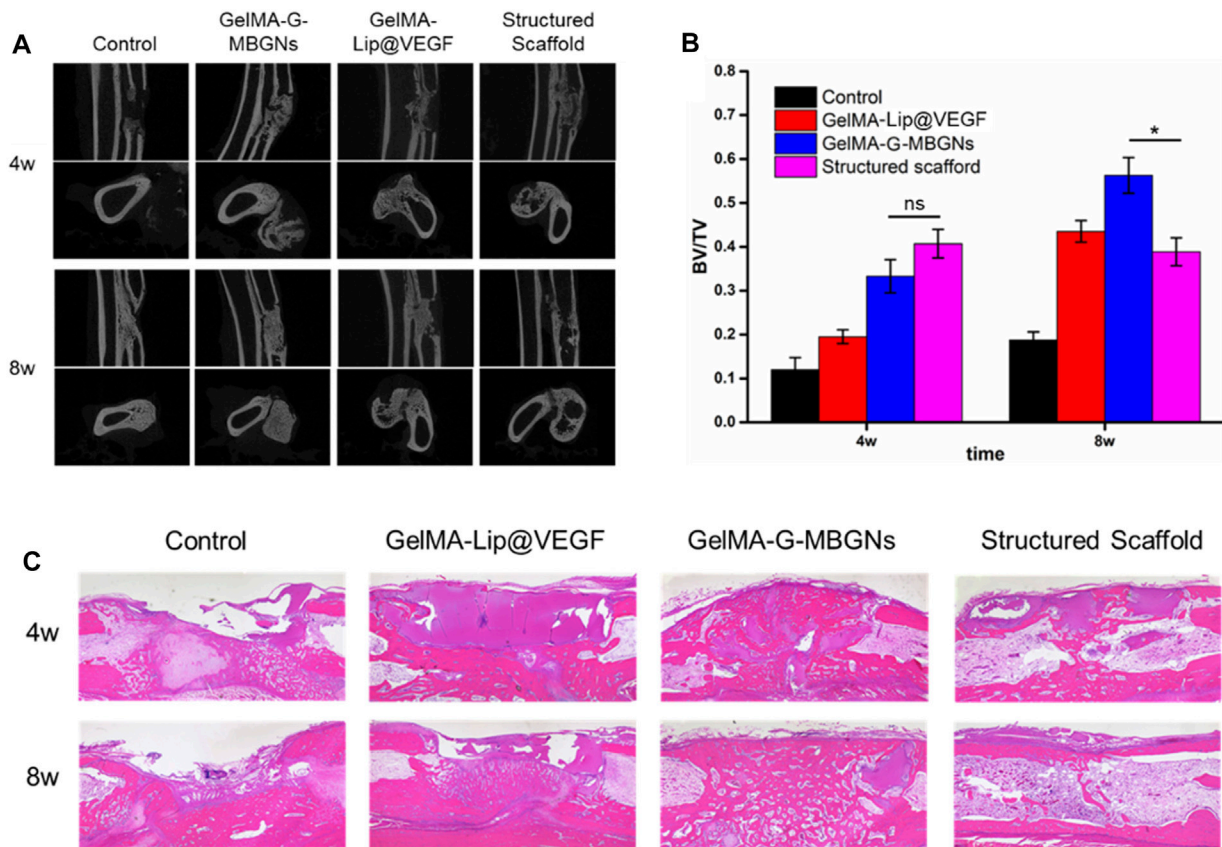 A
Control
GelMA-G-
MBGNs
GelMA-
Lip@VEGF
Structured
Scaffold
4w
8w
B
0.8
0.7
0.6
0.5
0.4
0.3
0.2
0.1
0.0
BV/TV
Control
GelMA-Lip@VEGF
GelMA-G-MBGNs
Structured scafford
ns
*
4w
8w
time
C
Control
GelMA-Lip@VEGF
GelMA-G-MBGNs
Structured Scaffold
4w
8w